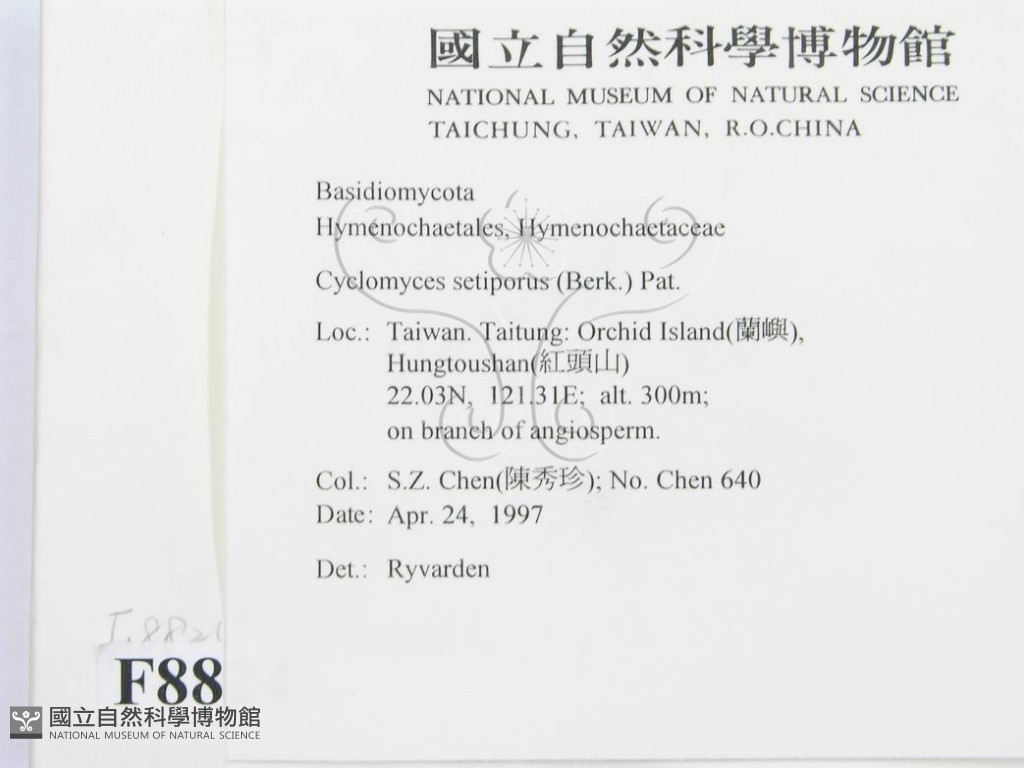 國立自然科學博物館
NATIONAL MUSEUM OF NATURAL SCIENCE
TAICHUNG, TAIWAN, R.O.CHINA
Basidiomycota
Hymenochaetales, Hymenochaetaceae
Cyclomyces setiporus (Berk.) Pat.
Loc.: Taiwan. Taitung: Orchid Island(蘭嶼),
Hungtoushan(紅頭山)
22.03N, 121.31E; alt. 300m;
on branch of angiosperm.
Col.: S.Z. Chen(陳秀珍); No. Chen 640
Date: Apr. 24, 1997
Det.: Ryvarden
F88
國立自然科學博物館
NATIONAL MUSEUM OF NATURAL SCIENCE